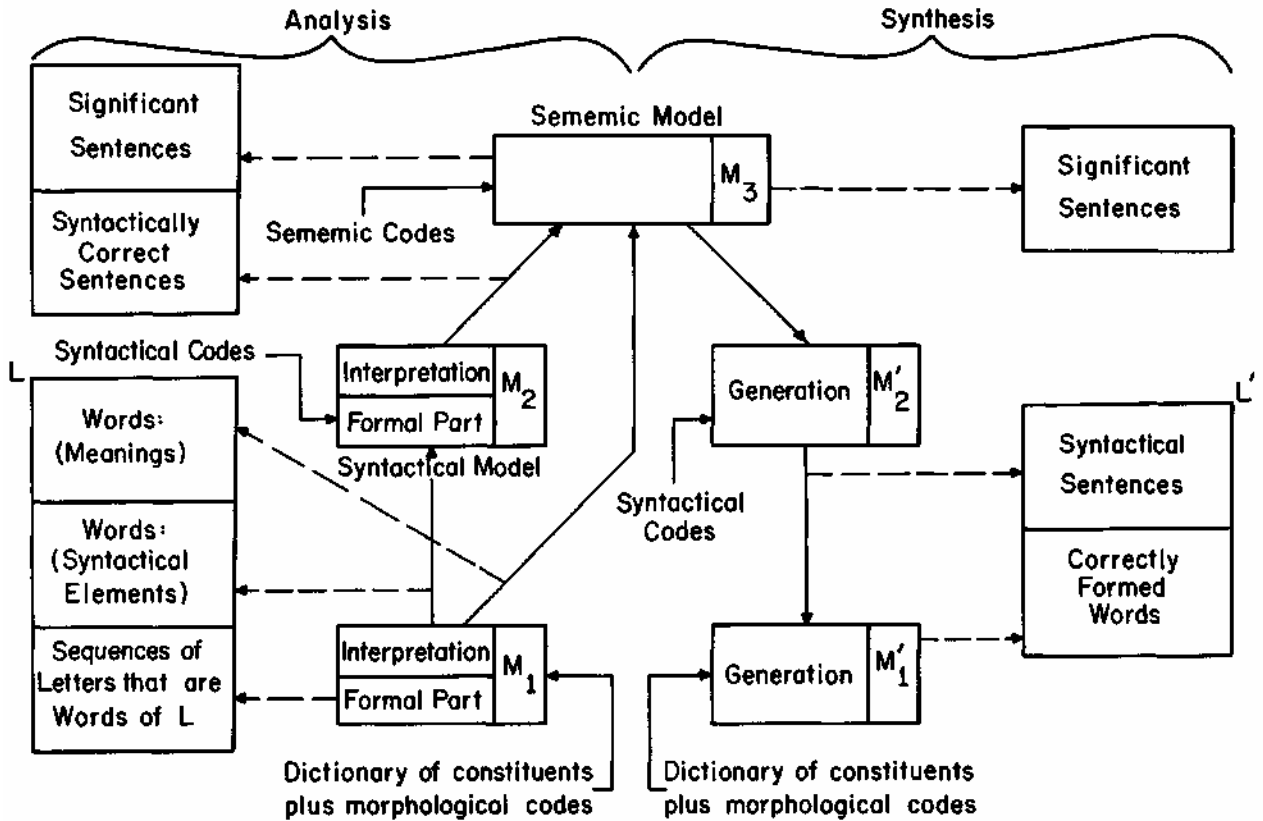 Analysis
Synthesis
Significant
Sentences
Syntactically
Correct
Sentences
Sememic Model
M3
Sememic Codes
Significant
Sentences
Syntactical Codes
L
Words:
(Meanings)
Words:
(Syntactical
Elements)
Sequences of
Letters that are
Words of L
Interpretation
Formal Part
M2
Syntactical Model
Generation
M′2
Syntactical
Codes
L′
Syntactical
Sentences
Correctly
Formed
Words
Interpretation
Formal Part
M1
Generation
M′1
Dictionary of constituents
plus morphological codes
Dictionary of constituents
plus morphological codes